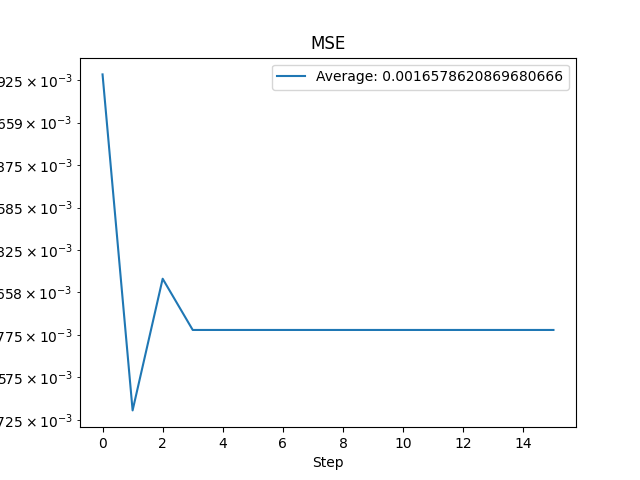 MSE
Average: 0.0016578620869680666
925 × 10⁻³
659 × 10⁻³
375 × 10⁻³
585 × 10⁻³
825 × 10⁻³
658 × 10⁻³
775 × 10⁻³
575 × 10⁻³
725 × 10⁻³
0 2 4 6 8 10 12 14
Step